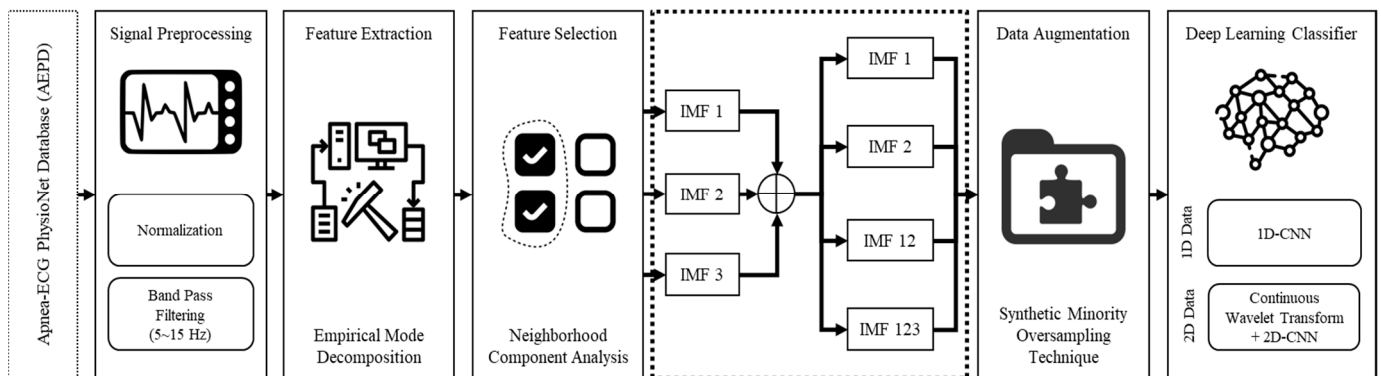 Apnea-ECG PhysioNet Database (AEPD)
Signal Preprocessing
Normalization
Band Pass
Filtering
(5~15 Hz)
Feature Extraction
Empirical Mode
Decomposition
Feature Selection
Neighborhood
Component Analysis
IMF 1
IMF 2
IMF 3
IMF 1
IMF 2
IMF 12
IMF 123
Data Augmentation
Synthetic Minority
Oversampling
Technique
Deep Learning Classifier
1D Data
1D-CNN
2D Data
Continuous
Wavelet Transform
+ 2D-CNN